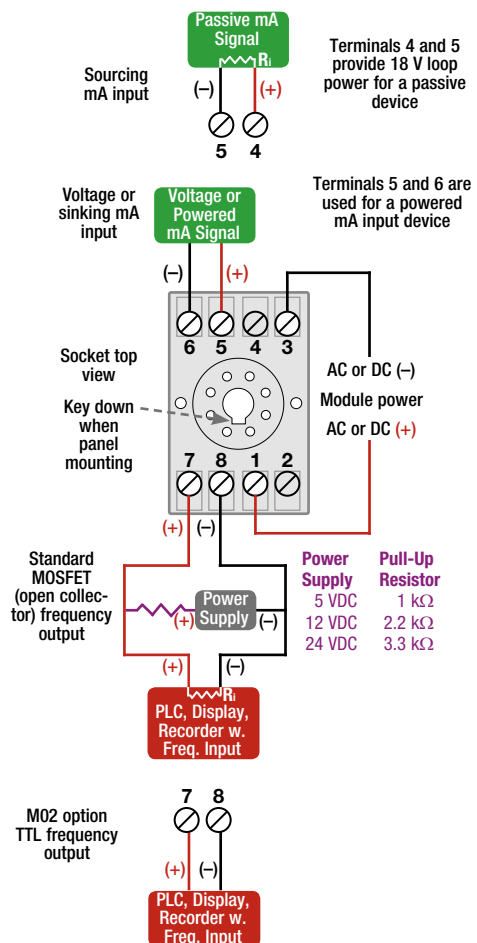 Passive mA
Signal
Ri
Sourcing
mA input
(–)
(+)
5
4
Terminals 4 and 5
provide 18 V loop
power for a passive
device
Voltage or
sinking mA
input
Voltage or
Powered
mA Signal
Terminals 5 and 6 are
used for a powered
mA input device
(–)
(+)
6
5
4
3
Socket top
view
Key down
when
panel
mounting
AC or DC (–)
Module power
AC or DC (+)
7
8
1
2
(+)
(–)
Standard
MOSFET
(open collec-
tor) frequency
output
(+)
Power
Supply
(–)
Power
Supply
Pull-Up
Resistor
5 VDC 1 kΩ
12 VDC 2.2 kΩ
24 VDC 3.3 kΩ
(+)
(–)
Ri
PLC, Display,
Recorder w.
Freq. Input
M02 option
TTL frequency
output
7
8
(+)
(–)
PLC, Display,
Recorder w.
Freq. Input